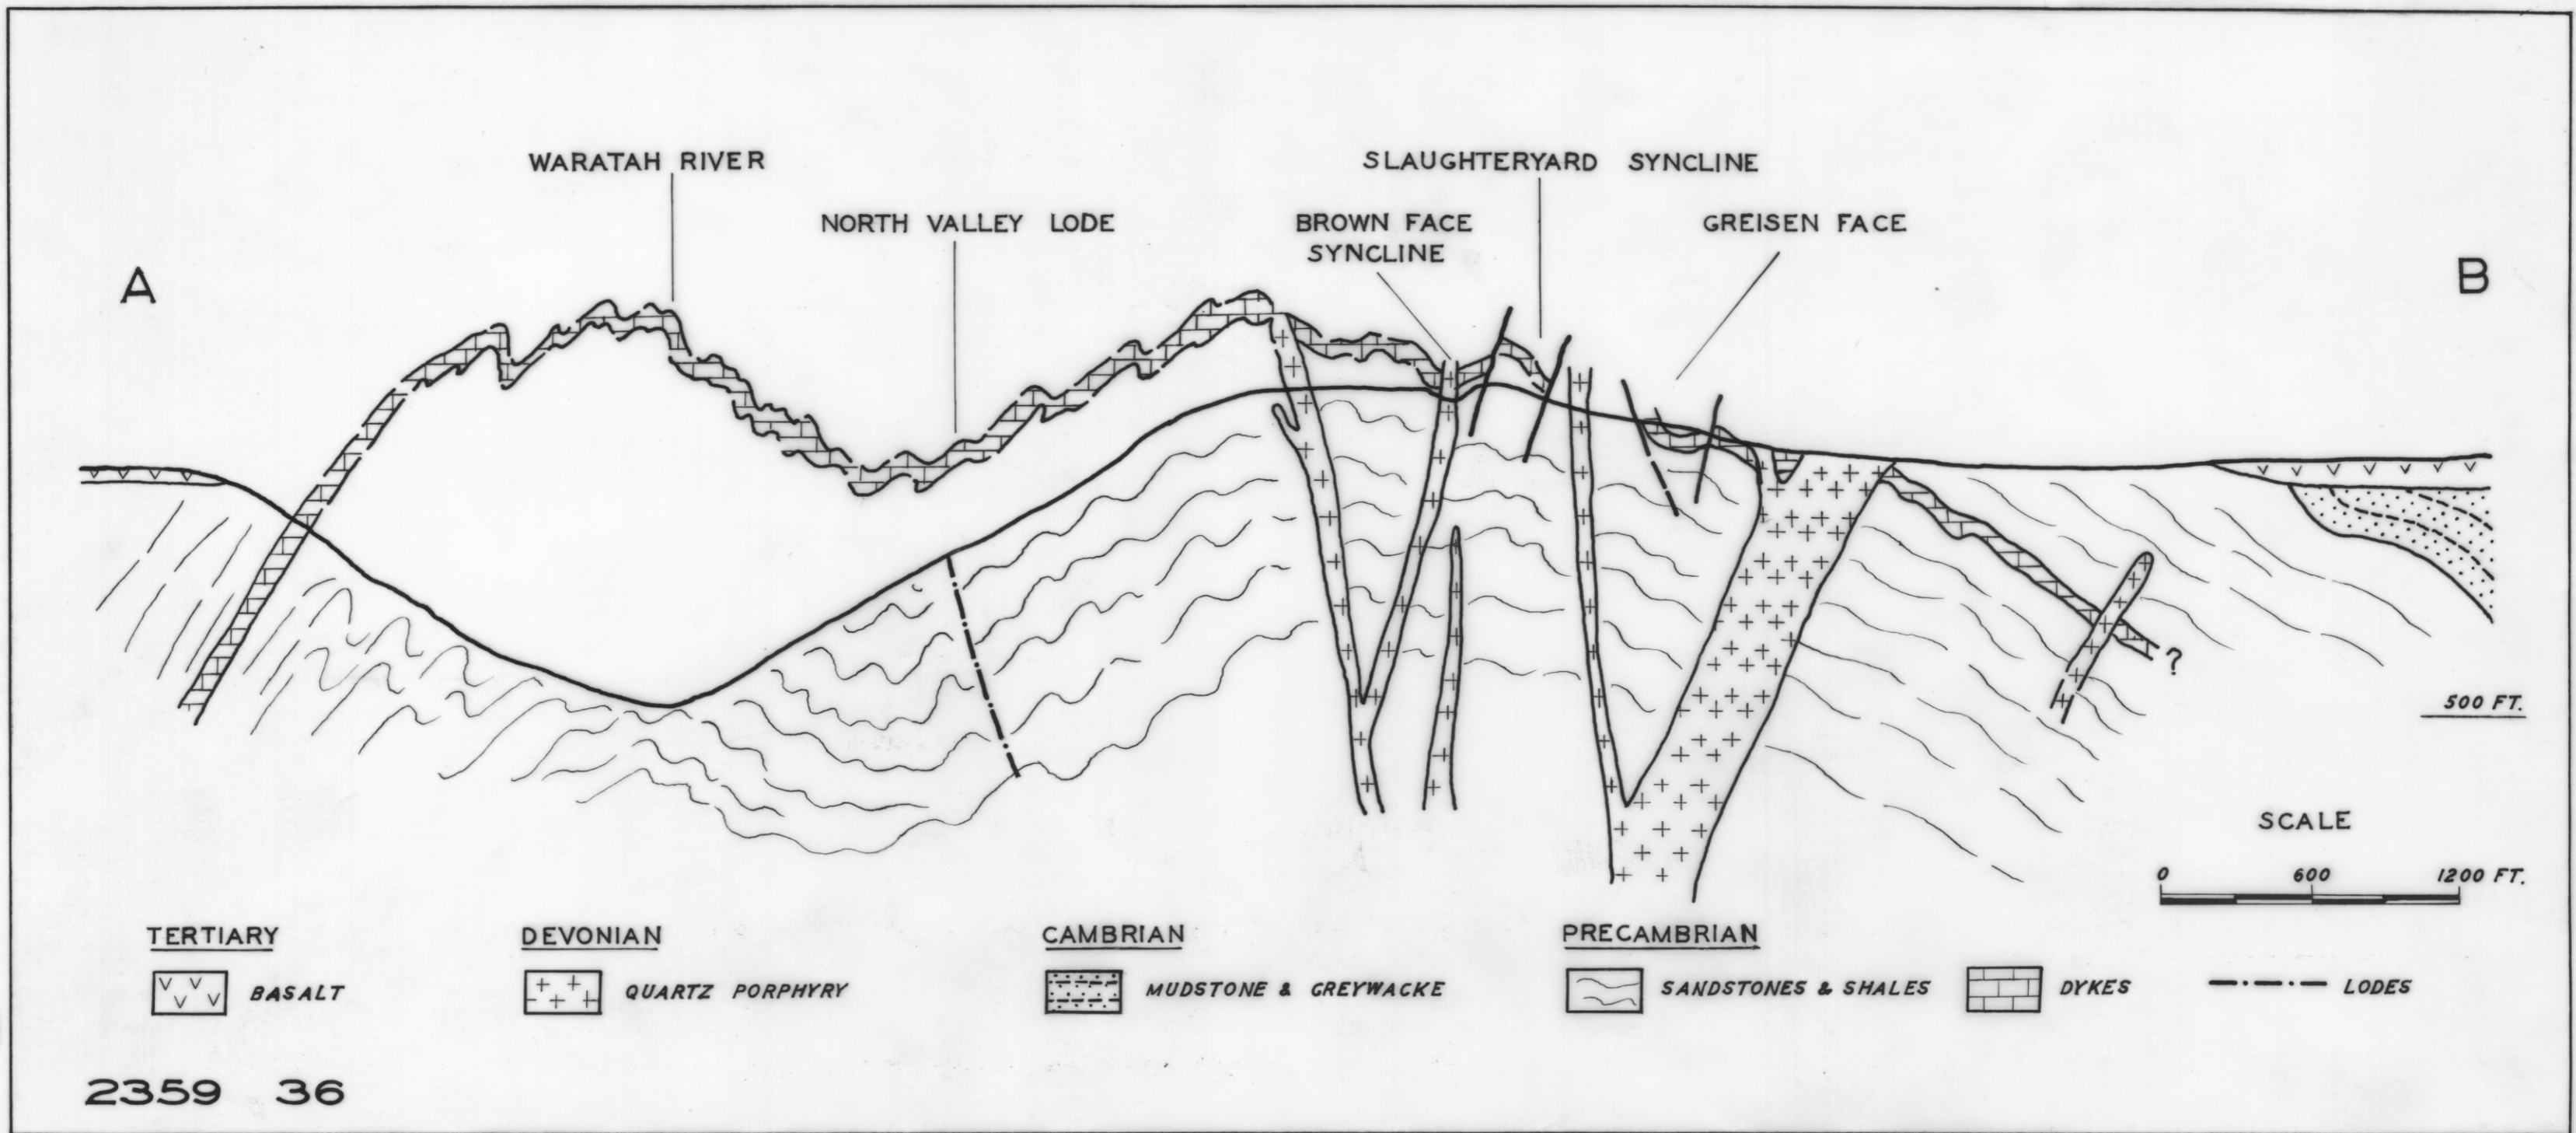 WARATAH RIVER
SLAUGHTERYARD SYNCLINE
NORTH VALLEY LODE
BROWN FACE
SYNCLINE
GREISEN FACE
A
B
?
500 FT.
SCALE
0 600 1200 FT.
TERTIARY
BASALT
DEVONIAN
QUARTZ PORPHYRY
CAMBRIAN
MUDSTONE & GREYWACKE
PRECAMBRIAN
SANDSTONES & SHALES
DYKES
LODES
2359 36